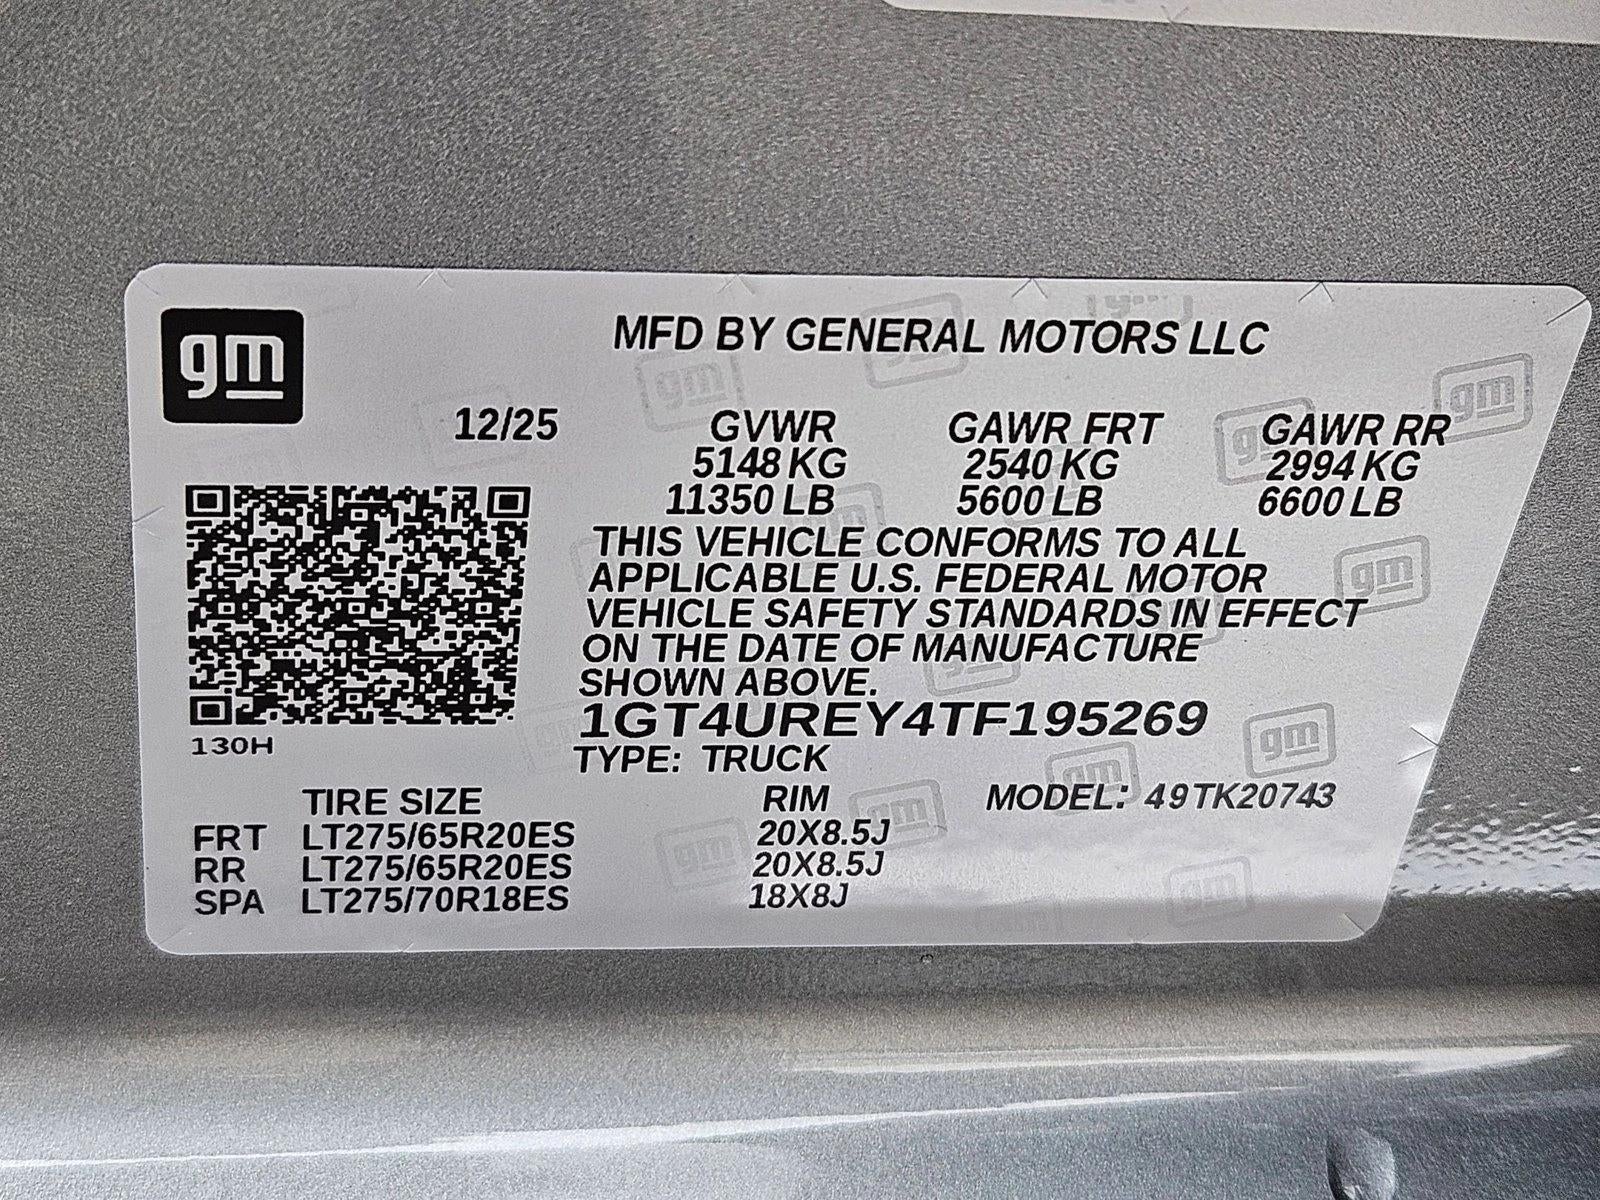 gm
MFD BY GENERAL MOTORS LLC
12/25 GVWR GAWR FRT GAWR RR
5148 KG 2540 KG 2994 KG
11350 LB 5600 LB 6600 LB
THIS VEHICLE CONFORMS TO ALL
APPLICABLE U.S. FEDERAL MOTOR
VEHICLE SAFETY STANDARDS IN EFFECT
ON THE DATE OF MANUFACTURE
SHOWN ABOVE.
1GT4UREY4TF195269
130H
TYPE: TRUCK
TIRE SIZE RIM MODEL: 49TK20743
FRT LT275/65R20ES 20X8.5J
RR LT275/65R20ES 20X8.5J
SPA LT275/70R18ES 18X8J